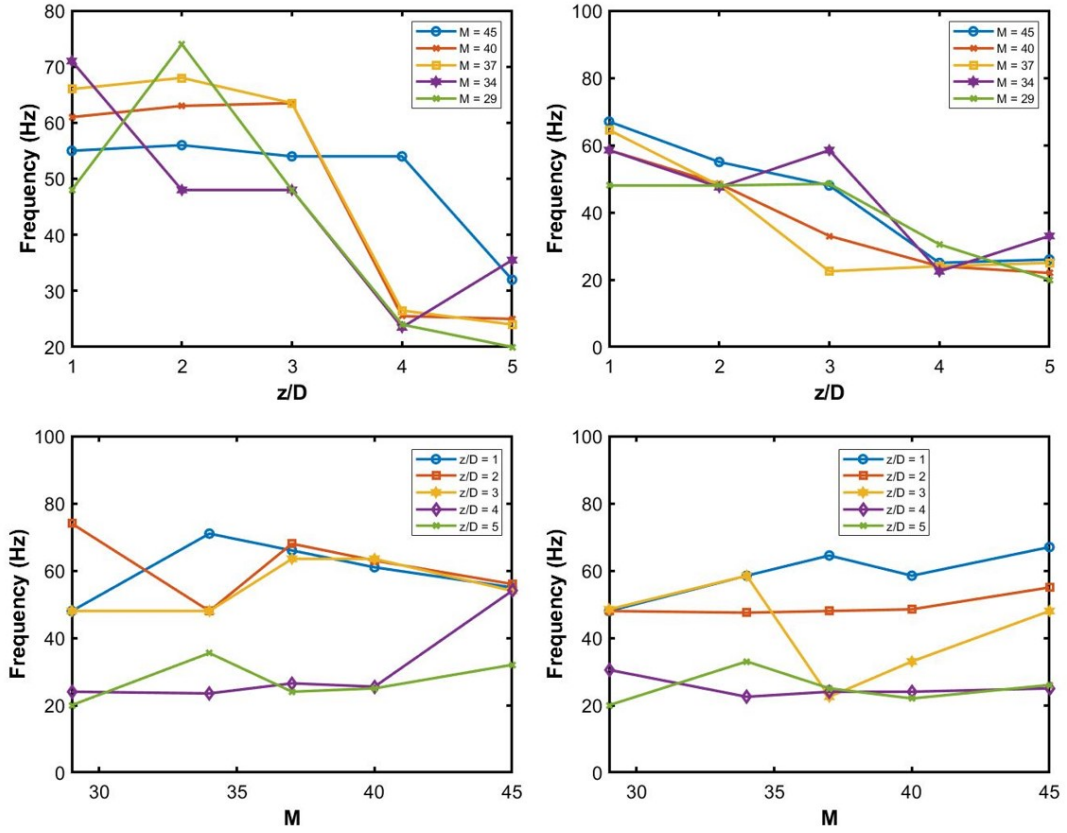 80
70
60
50
40
30
20
Frequency (Hz)
M = 45
M = 40
M = 37
M = 34
M = 29
1 2 3 4 5
z/D
100
80
60
40
20
0
Frequency (Hz)
M = 45
M = 40
M = 37
M = 34
M = 29
1 2 3 4 5
z/D
100
80
60
40
20
0
Frequency (Hz)
z/D = 1
z/D = 2
z/D = 3
z/D = 4
z/D = 5
30 35 40 45
M
100
80
60
40
20
0
Frequency (Hz)
z/D = 1
z/D = 2
z/D = 3
z/D = 4
z/D = 5
30 35 40 45
M